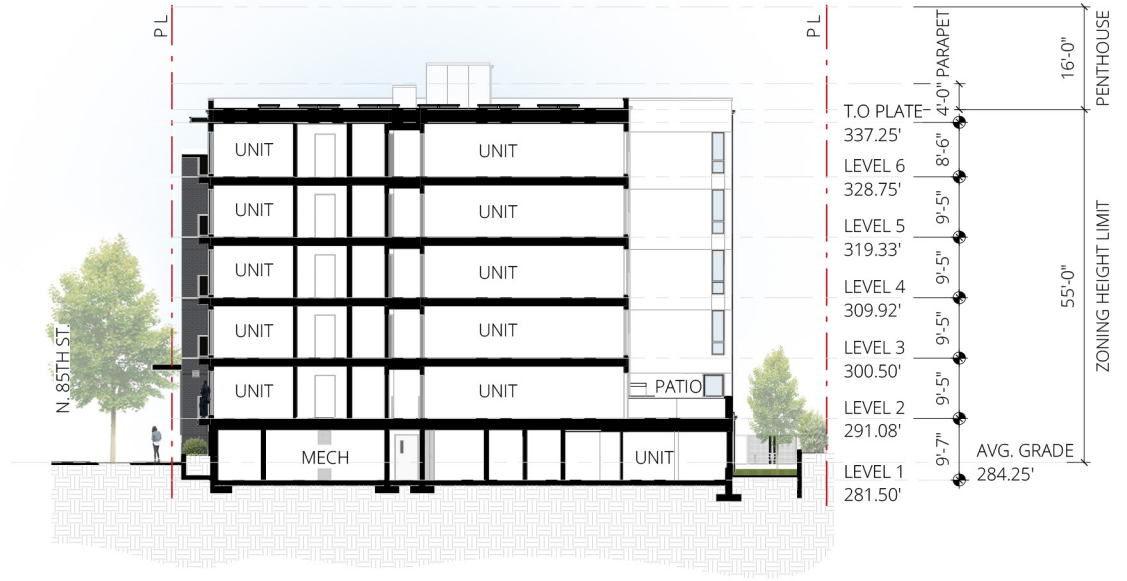 P L
P L
4'-0" PARAPET
16'-0"
PENTHOUSE
T.O PLATE
337.25'
UNIT
UNIT
8'-6"
LEVEL 6
328.75'
UNIT
UNIT
9'-5"
LEVEL 5
319.33'
UNIT
UNIT
9'-5"
LEVEL 4
309.92'
55'-0"
ZONING HEIGHT LIMIT
UNIT
UNIT
9'-5"
LEVEL 3
300.50'
N. 85TH ST.
UNIT
UNIT
PATIO
9'-5"
LEVEL 2
291.08'
MECH
UNIT
9'-7"
AVG. GRADE
284.25'
LEVEL 1
281.50'